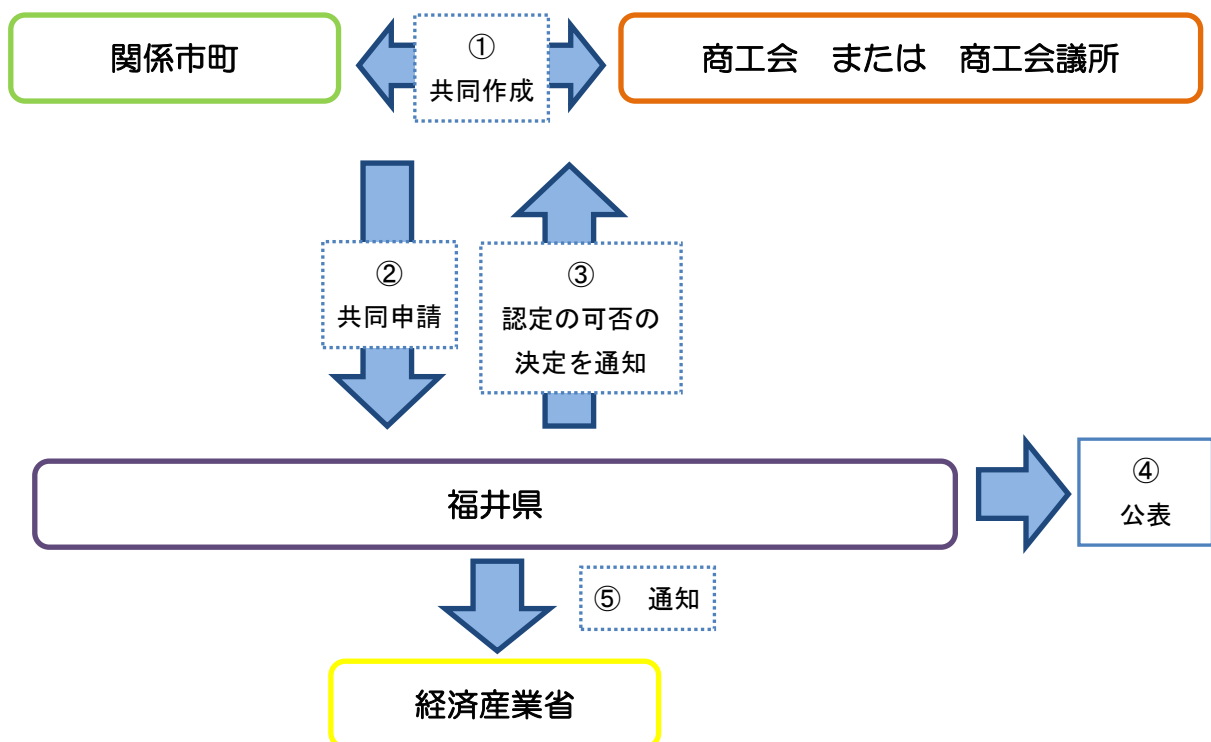 関係市町
①
共同作成
商工会　または　商工会議所
②
共同申請
③
認定の可否の
決定を通知
福井県
④
公表
⑤　通知
経済産業省